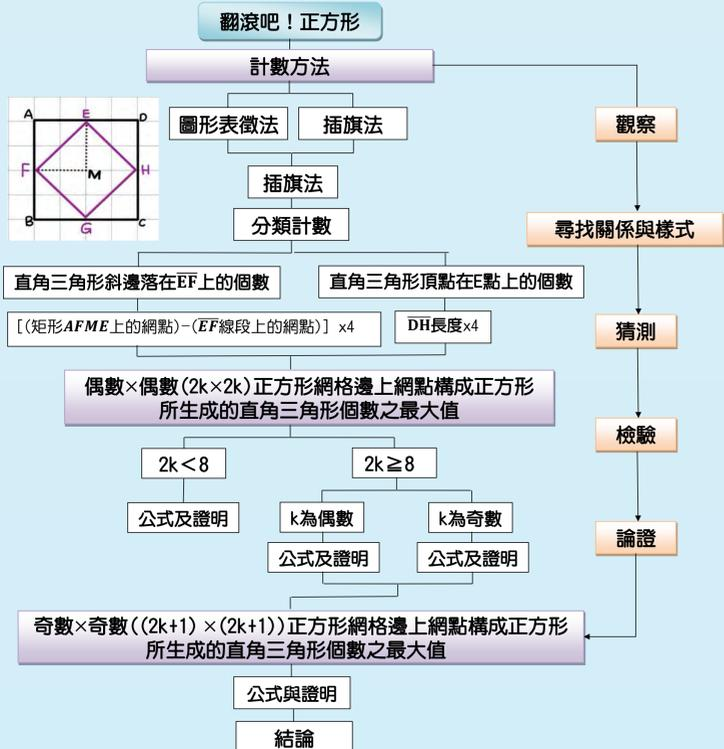 翻滾吧！正方形
計數方法
圖形表徵法
插旗法
插旗法
分類計數
A E D
F M H
B G C
直角三角形斜邊落在EF上的個數
直角三角形頂點在E點上的個數
[(矩形AFME上的網點)-(EF線段上的網點)] x4
DH長度x4
偶數×偶數(2k×2k)正方形網格邊上網點構成正方形
所生成的直角三角形個數之最大值
2k＜8
2k≧8
公式及證明
k為偶數
k為奇數
公式及證明
公式及證明
奇數×奇數((2k+1) ×(2k+1))正方形網格邊上網點構成正方形
所生成的直角三角形個數之最大值
公式與證明
結論
觀察
尋找關係與樣式
猜測
檢驗
論證